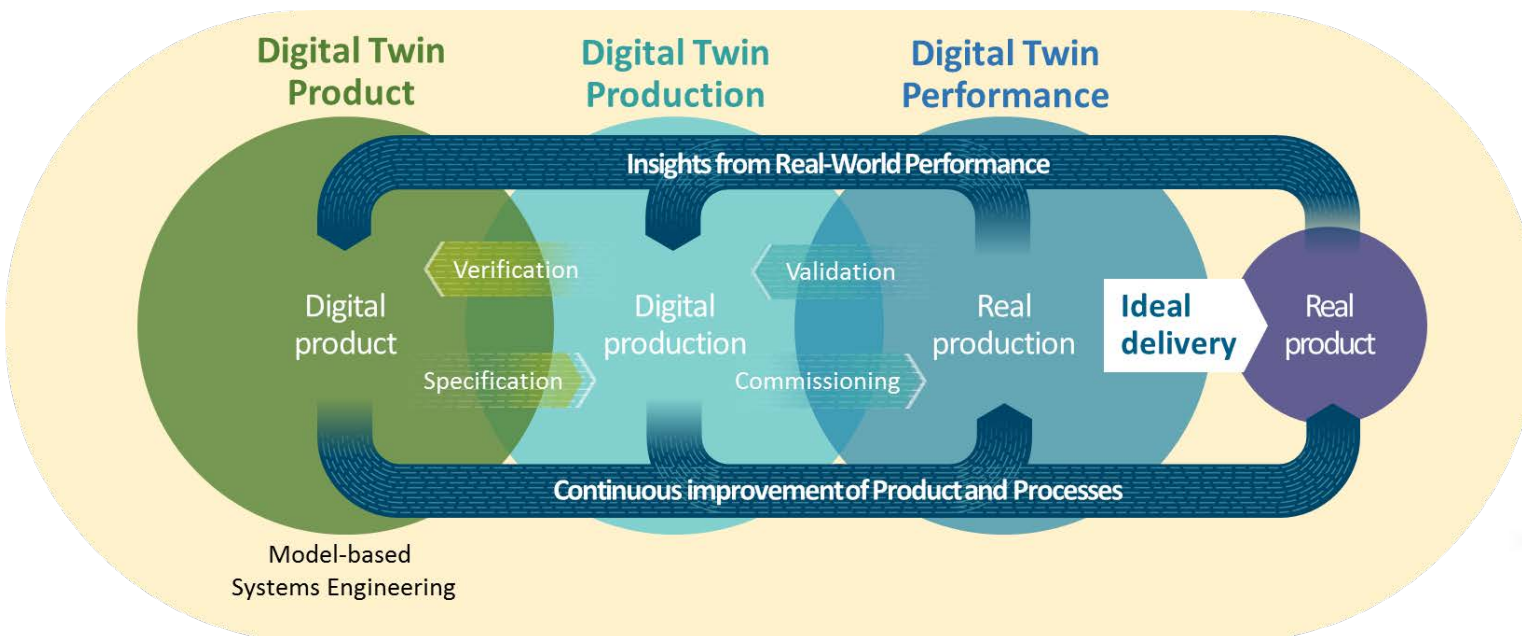 Digital Twin
Product
Digital Twin
Production
Digital Twin
Performance
Insights from Real-World Performance
Verification
Validation
Digital
product
Digital
production
Real
production
Ideal
delivery
Real
product
Specification
Commissioning
Continuous improvement of Product and Processes
Model-based
Systems Engineering